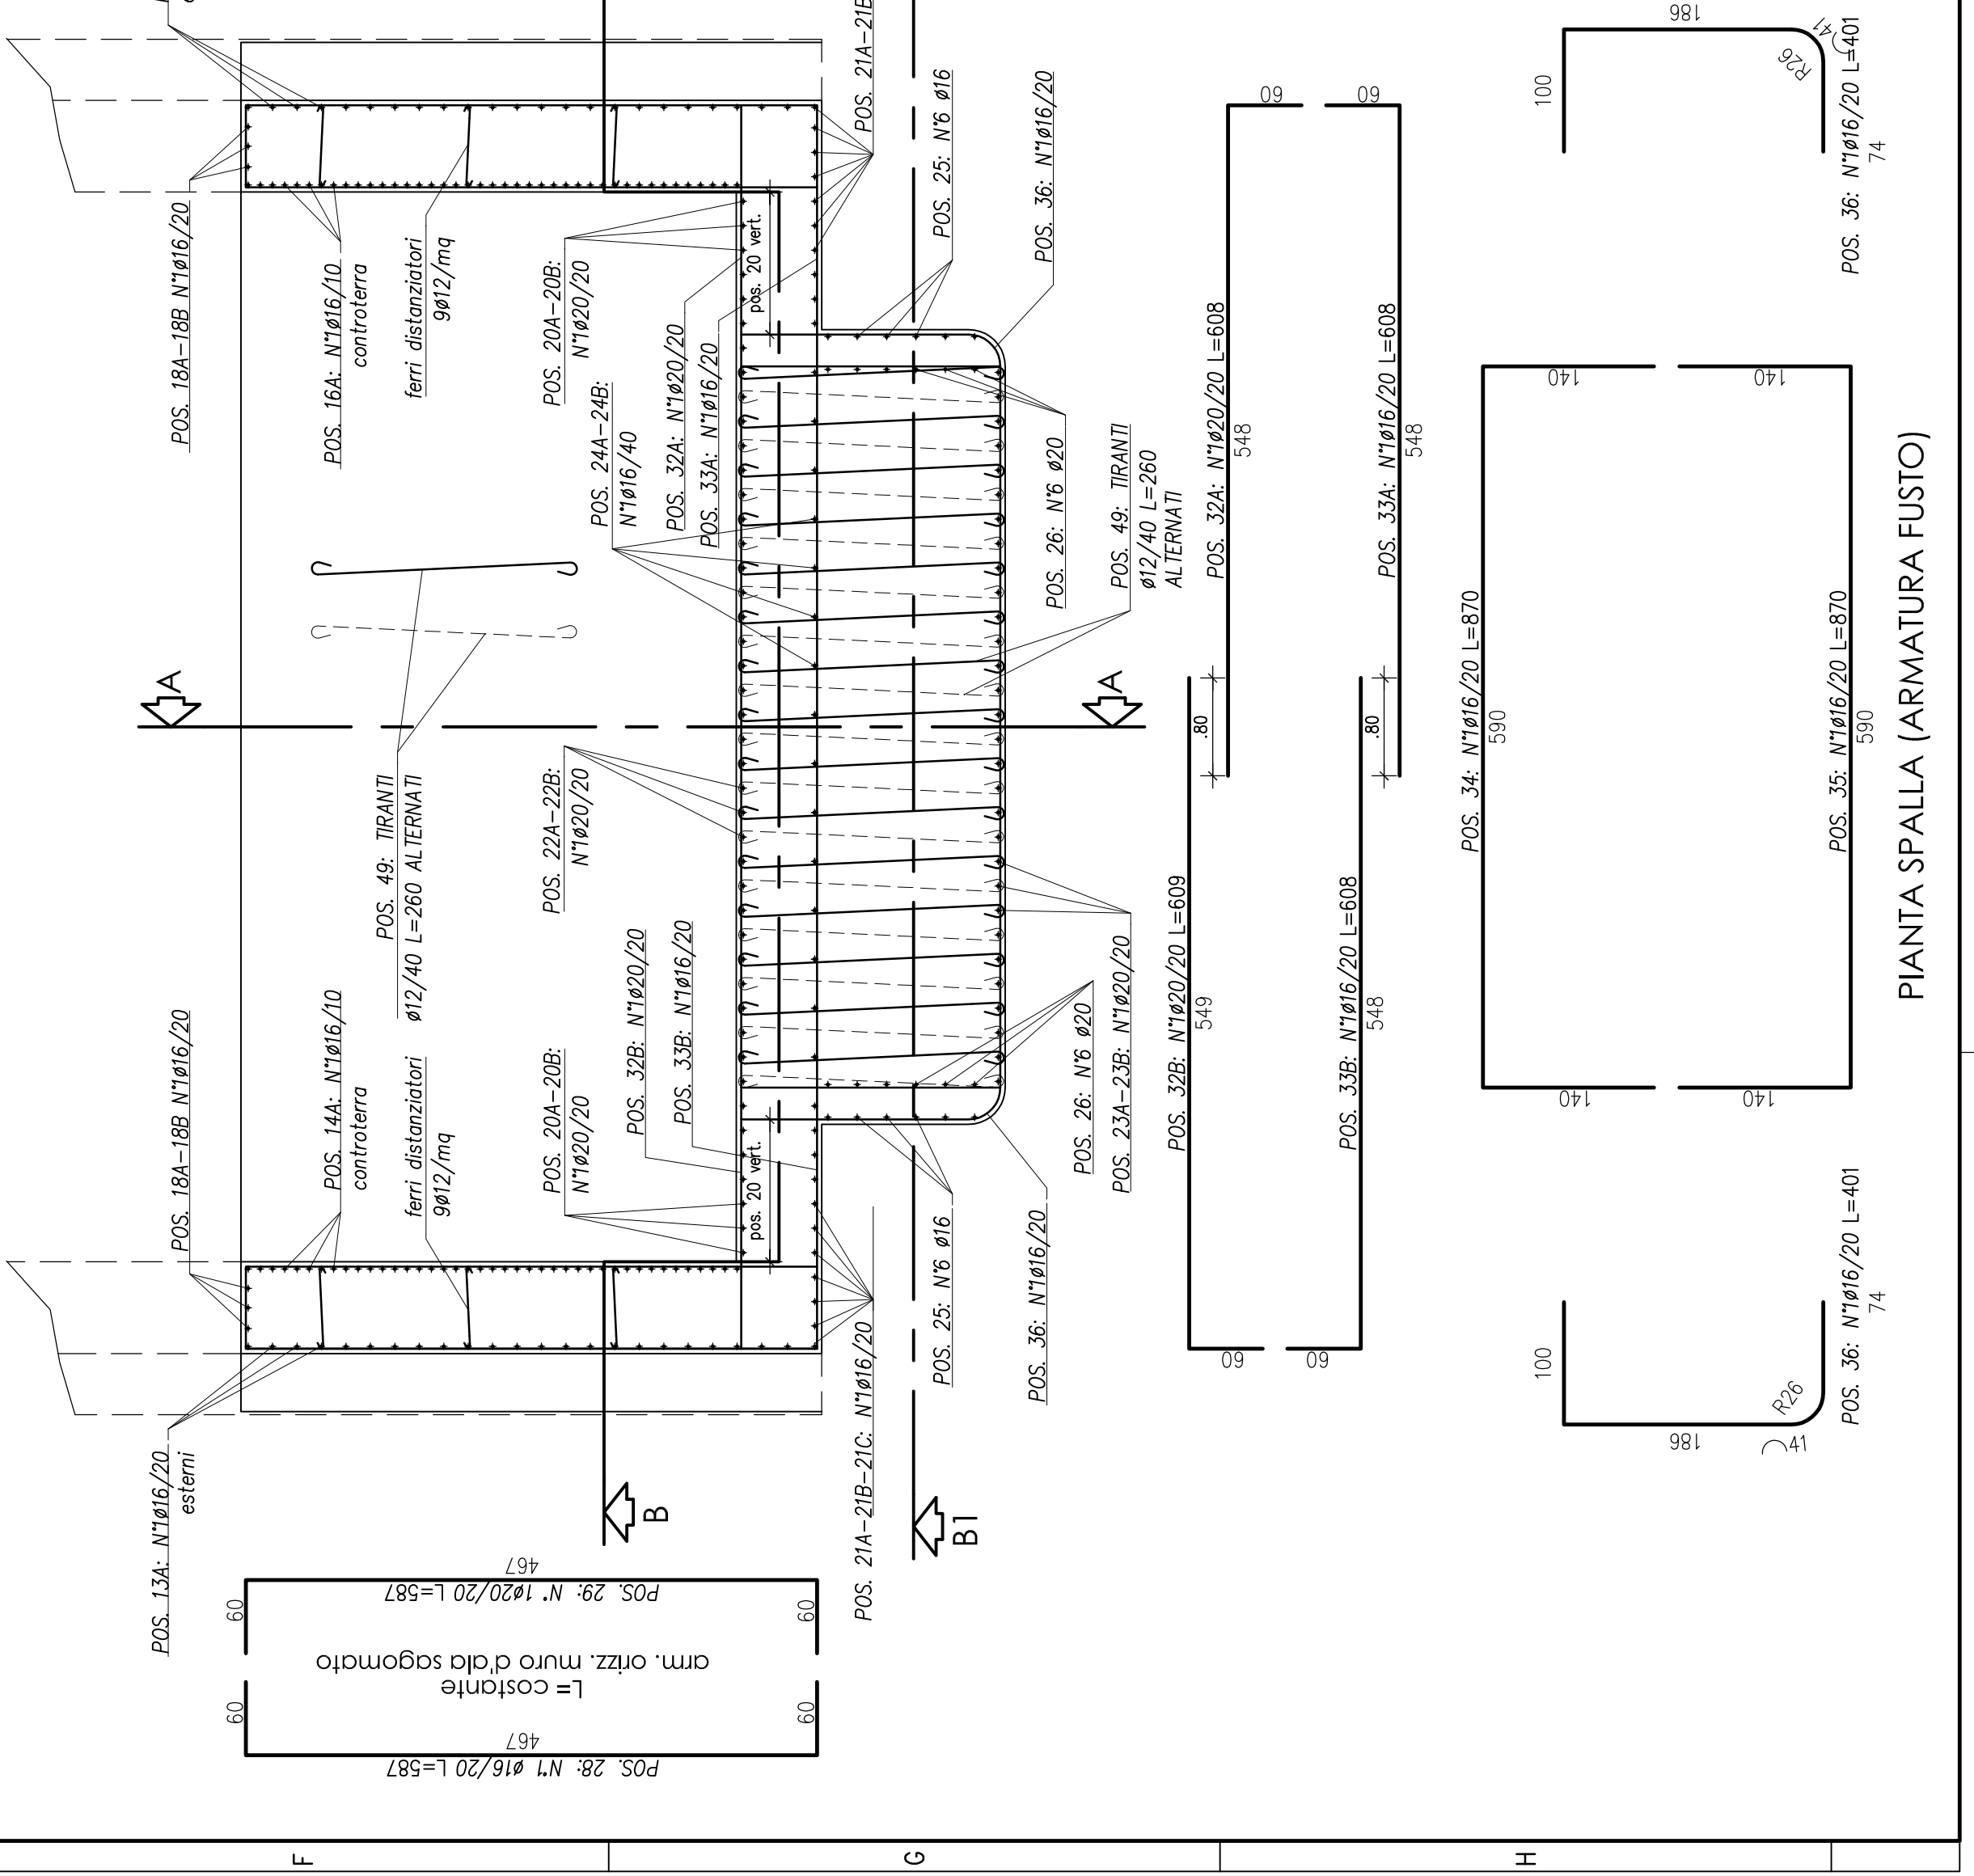 POS. 18A-18B N°1ø16/20
POS. 18A-18B N°1ø16/20
POS. 13A: N°1ø16/20
esterni
POS. 14A: N°1ø16/10
controterra
POS. 16A: N°1ø16/10
controterra
ferri distanziatori
9ø12/mq
ferri distanziatori
9ø12/mq
POS. 49: TIRANTI
ø12/40 L=260 ALTERNATI
A
POS. 20A-20B:
N°1ø20/20
POS. 22A-22B:
N°1ø20/20
POS. 24A-24B:
N°1ø16/40
POS. 20A-20B:
N°1ø20/20
POS. 32B: N°1ø20/20
POS. 33B: N°1ø16/20
POS. 32A: N°1ø20/20
POS. 33A: N°1ø16/20
pos. 20 vert.
pos. 20 vert.
B
B1
POS. 21A-21B-21C: N°1ø16/20
POS. 21A-21B
POS. 25: N°6 ø16
POS. 25: N°6 ø16
POS. 36: N°1ø16/20
POS. 36: N°1ø16/20
POS. 26: N°6 ø20
POS. 26: N°6 ø20
POS. 23A-23B: N°1ø20/20
POS. 49: TIRANTI
ø12/40 L=260
ALTERNATI
A
POS. 28: N°1 ø16/20 L=587
467
60
60
L= costante
arm. orizz. muro d'ala sagomato
POS. 29: N° 1ø20/20 L=587
467
60
60
POS. 32B: N°1ø20/20 L=609
549
60
.80
POS. 32A: N°1ø20/20 L=608
548
60
POS. 33B: N°1ø16/20 L=608
548
60
.80
POS. 33A: N°1ø16/20 L=608
548
60
POS. 34: N°1ø16/20 L=870
590
140
140
POS. 35: N°1ø16/20 L=870
590
140
140
100
186
R26
41
POS. 36: N°1ø16/20 L=401
74
100
186
R26
41
POS. 36: N°1ø16/20 L=401
74
PIANTA SPALLA (ARMATURA FUSTO)
F
G
H